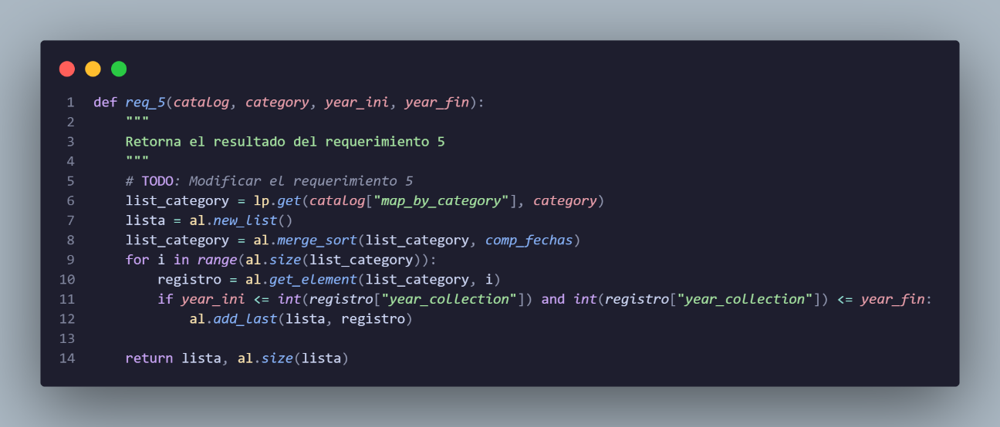 1 def req_5(catalog, category, year_ini, year_fin):
2     """
3     Retorna el resultado del requerimiento 5
4     """
5     # TODO: Modificar el requerimiento 5
6     list_category = lp.get(catalog["map_by_category"], category)
7     lista = al.new_list()
8     list_category = al.merge_sort(list_category, comp_fechas)
9     for i in range(al.size(list_category)):
10         registro = al.get_element(list_category, i)
11         if year_ini <= int(registro["year_collection"]) and int(registro["year_collection"]) <= year_fin:
12             al.add_last(lista, registro)
13
14     return lista, al.size(lista)